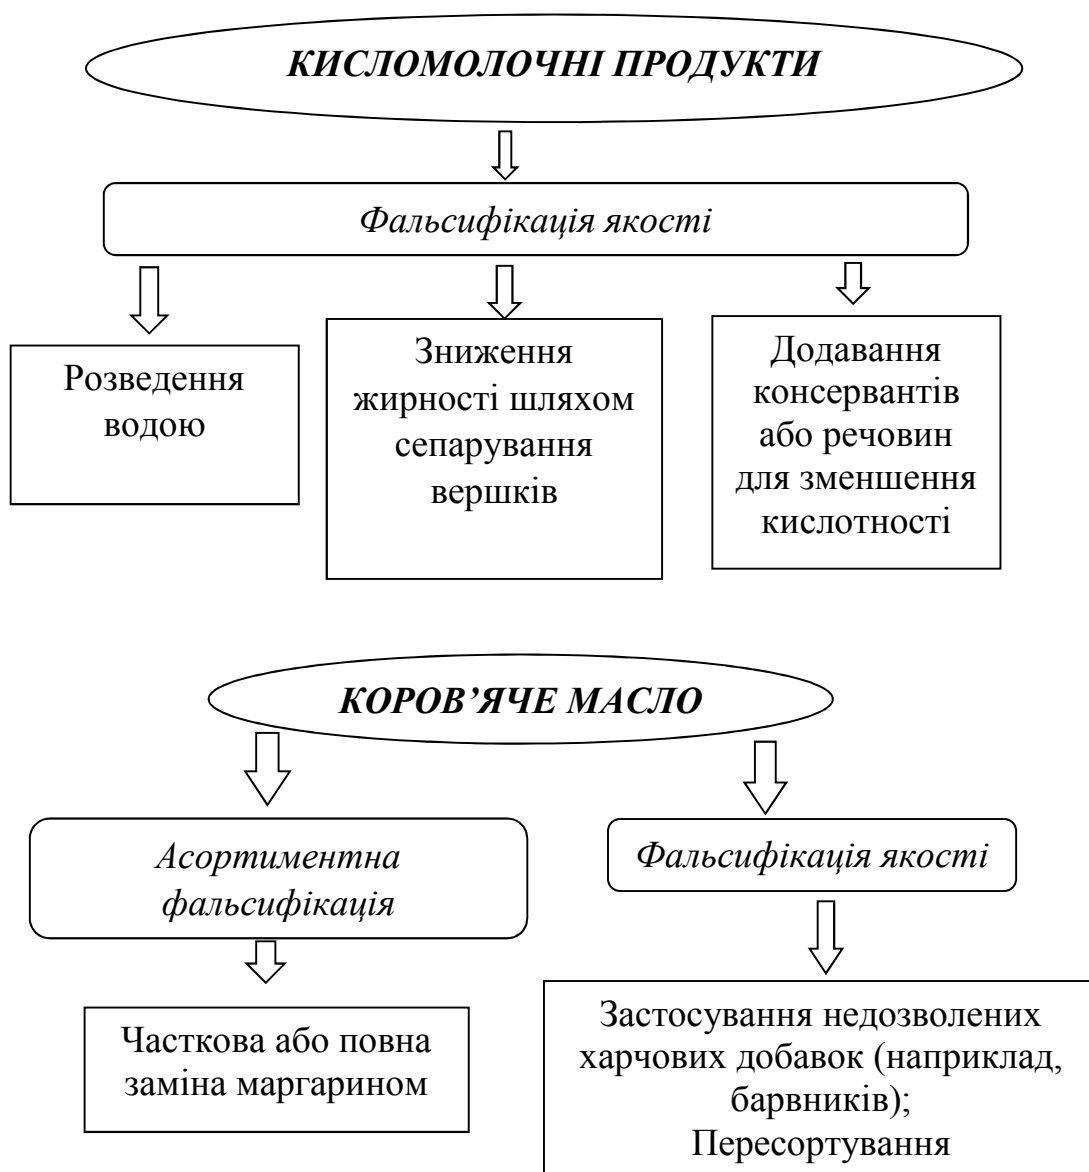 КИСЛОМОЛОЧНІ ПРОДУКТИ
Фальсифікація якості
Розведення
водою
Зниження
жирності шляхом
сепарування
вершків
Додавання
консервантів
або речовин
для зменшення
кислотності
КОРОВ’ЯЧЕ МАСЛО
Асортиментна
фальсифікація
Фальсифікація якості
Часткова або повна
заміна маргарином
Застосування недозволених
харчових добавок (наприклад,
барвників);
Пересортування